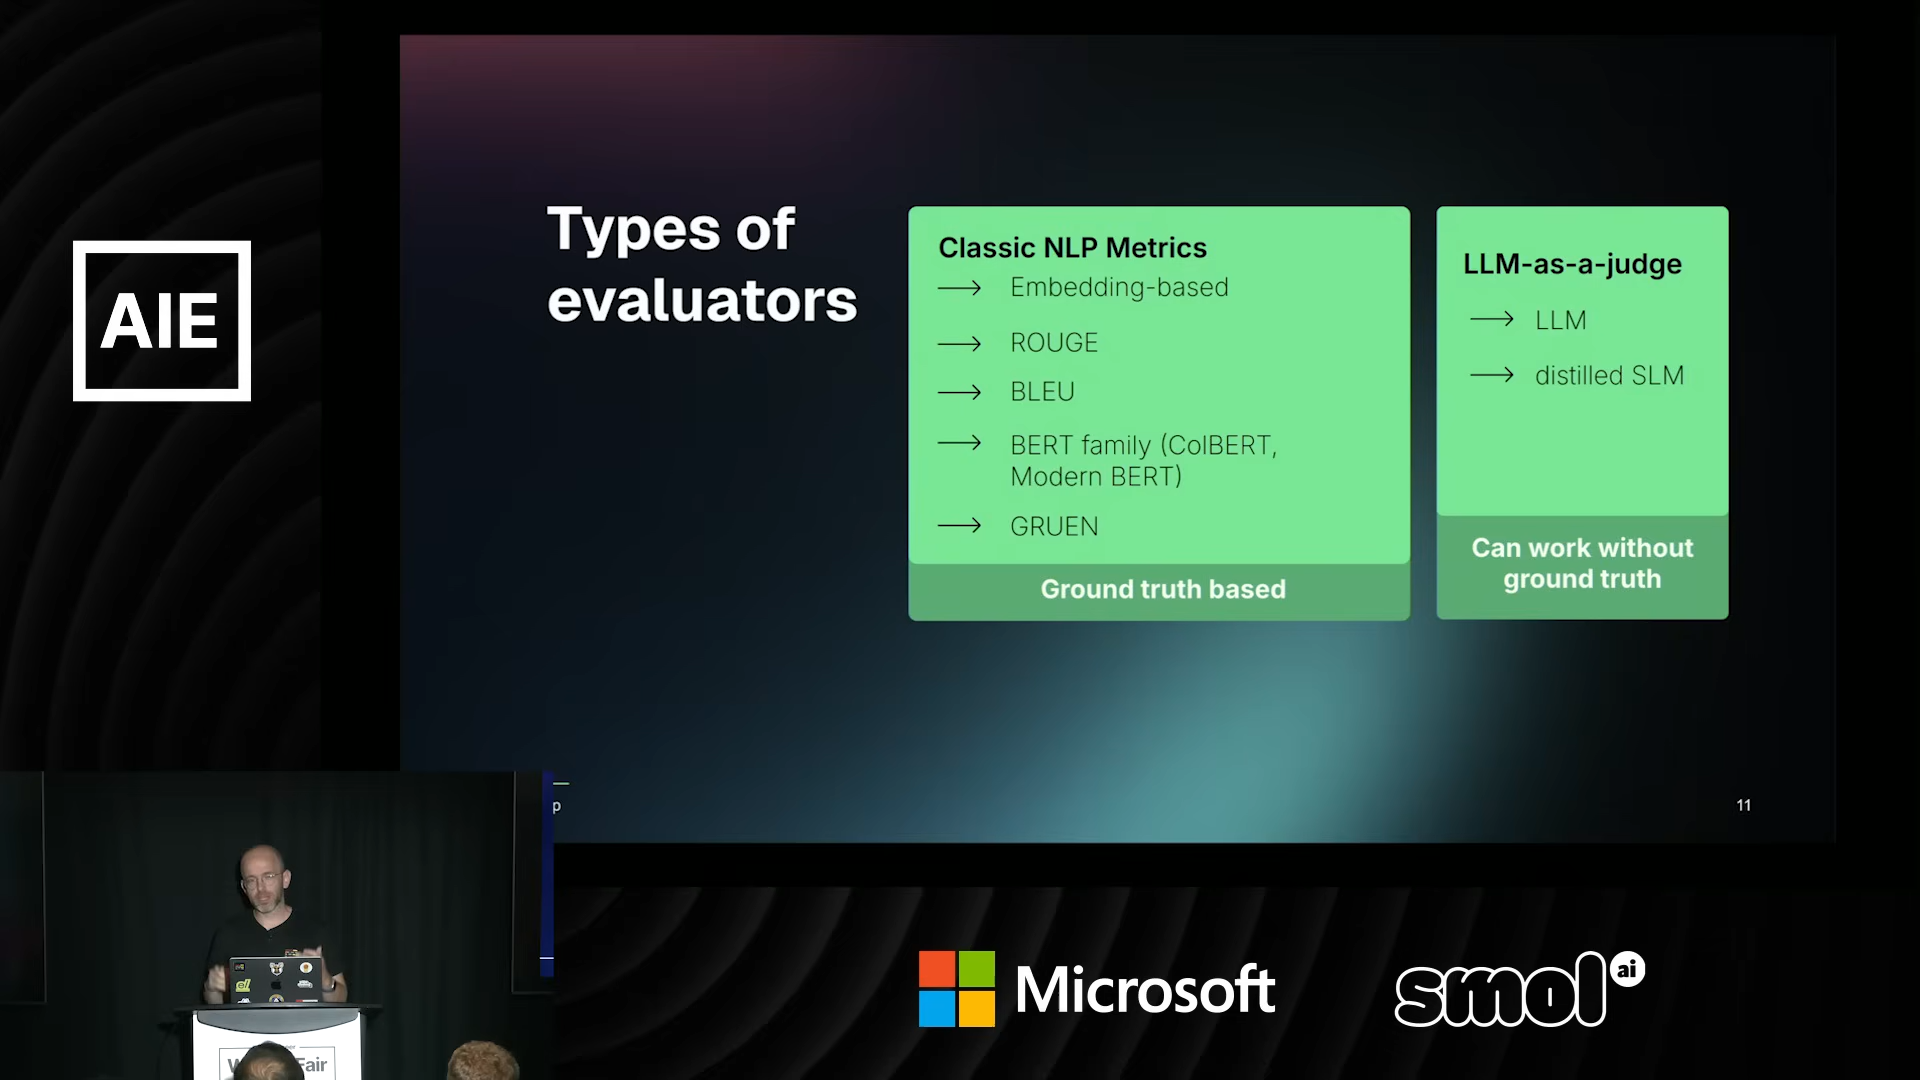 AIE
Types of
evaluators
Classic NLP Metrics
Embedding-based
ROUGE
BLEU
BERT family (ColBERT,
Modern BERT)
GRUEN
Ground truth based
LLM-as-a-judge
LLM
distilled SLM
Can work without
ground truth
p
11
Fair
Microsoft
smol ai